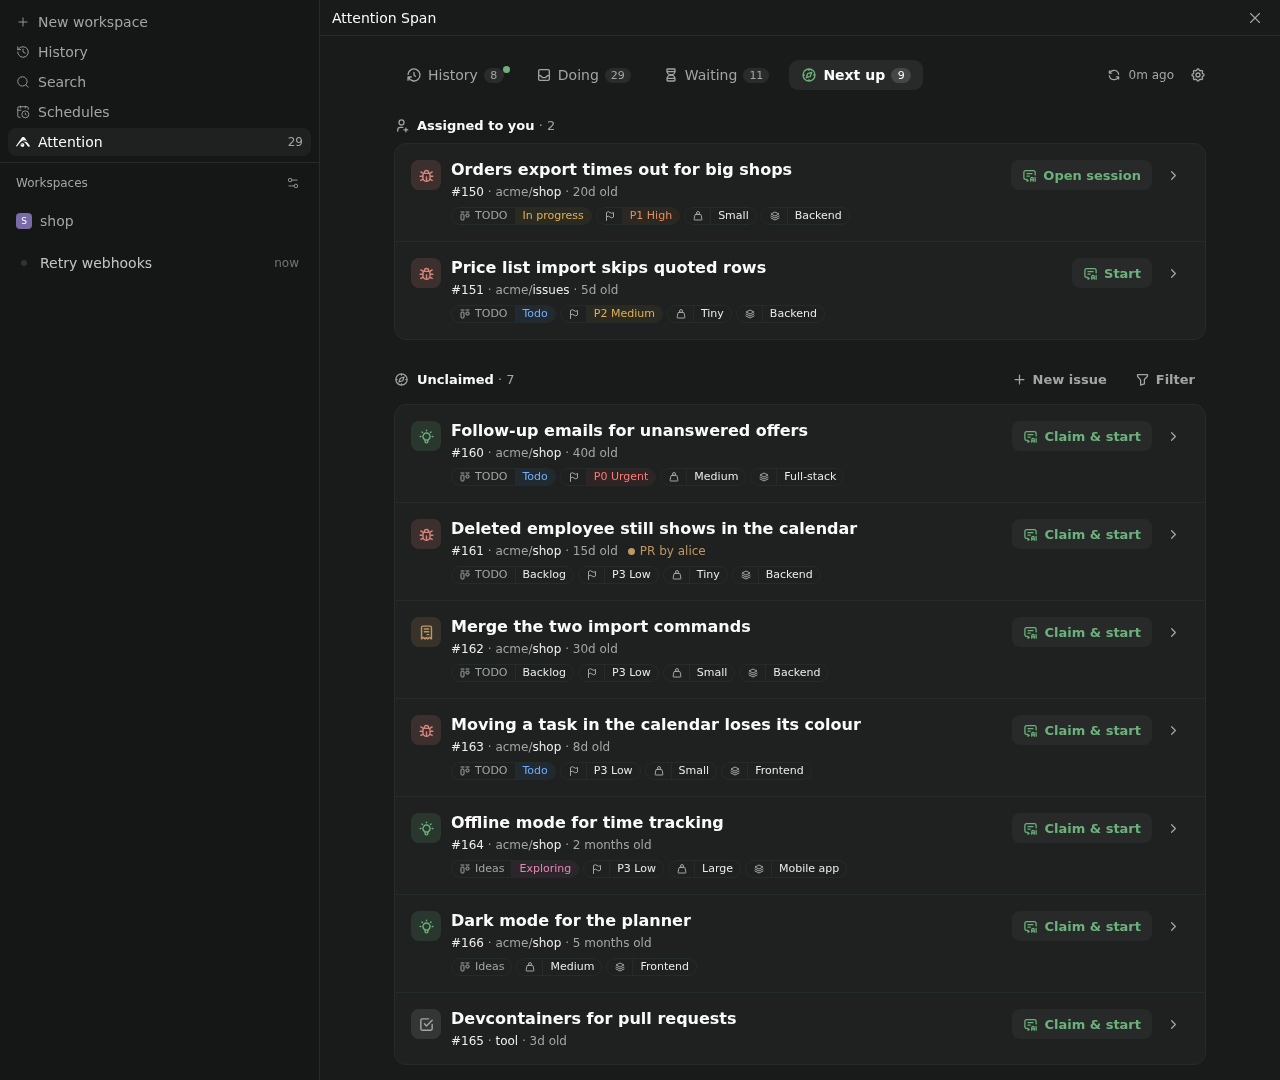 New workspace
History
Search
Schedules
Attention 29
Workspaces
S shop
Retry webhooks now
Attention Span
History 8
Doing 29
Waiting 11
Next up 9
0m ago
Assigned to you · 2
Orders export times out for big shops
#150 · acme/shop · 20d old
TODO In progress P1 High Small Backend
Open session
Price list import skips quoted rows
#151 · acme/issues · 5d old
TODO Todo P2 Medium Tiny Backend
Start
Unclaimed · 7
New issue
Filter
Follow-up emails for unanswered offers
#160 · acme/shop · 40d old
TODO Todo P0 Urgent Medium Full-stack
Claim & start
Deleted employee still shows in the calendar
#161 · acme/shop · 15d old PR by alice
TODO Backlog P3 Low Tiny Backend
Claim & start
Merge the two import commands
#162 · acme/shop · 30d old
TODO Backlog P3 Low Small Backend
Claim & start
Moving a task in the calendar loses its colour
#163 · acme/shop · 8d old
TODO Todo P3 Low Small Frontend
Claim & start
Offline mode for time tracking
#164 · acme/shop · 2 months old
Ideas Exploring P3 Low Large Mobile app
Claim & start
Dark mode for the planner
#166 · acme/shop · 5 months old
Ideas Medium Frontend
Claim & start
Devcontainers for pull requests
#165 · tool · 3d old
Claim & start